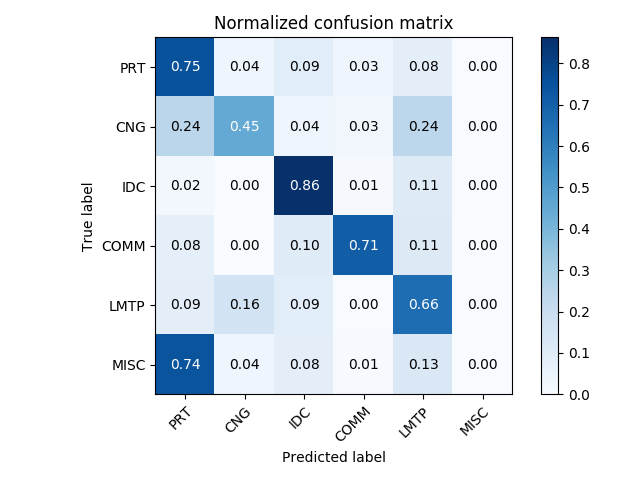 Normalized confusion matrix
PRT 0.75 0.04 0.09 0.03 0.08 0.00
CNG 0.24 0.45 0.04 0.03 0.24 0.00
IDC 0.02 0.00 0.86 0.01 0.11 0.00
COMM 0.08 0.00 0.10 0.71 0.11 0.00
LMTP 0.09 0.16 0.09 0.00 0.66 0.00
MISC 0.74 0.04 0.08 0.01 0.13 0.00
PRT CNG IDC COMM LMTP MISC
Predicted label
True label
0.8
0.7
0.6
0.5
0.4
0.3
0.2
0.1
0.0